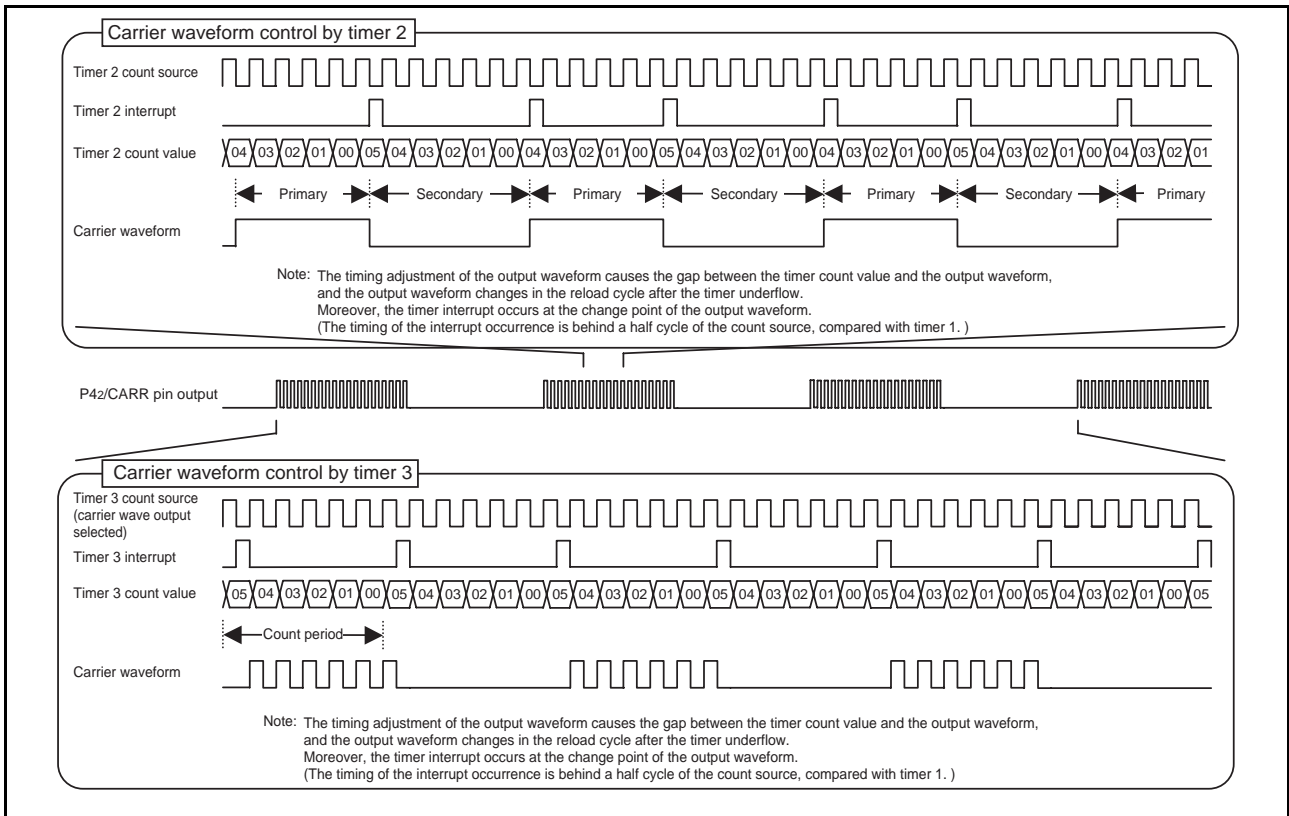 Carrier waveform control by timer 2
Timer 2 count source
Timer 2 interrupt
Timer 2 count value
04 03 02 01 00 05 04 03 02 01 00 04 03 02 01 00 05 04 03 02 01 00 04 03 02 01 00 05 04 03 02 01 00 04 03 02 01
Primary Secondary Primary Secondary Primary Secondary Primary
Carrier waveform
Note: The timing adjustment of the output waveform causes the gap between the timer count value and the output waveform,
and the output waveform changes in the reload cycle after the timer underflow.
Moreover, the timer interrupt occurs at the change point of the output waveform.
(The timing of the interrupt occurrence is behind a half cycle of the count source, compared with timer 1. )
P42/CARR pin output
Carrier waveform control by timer 3
Timer 3 count source
(carrier wave output
selected)
Timer 3 interrupt
Timer 3 count value
05 04 03 02 01 00 05 04 03 02 01 00 05 04 03 02 01 00 05 04 03 02 01 00 05 04 03 02 01 00 05 04 03 02 01 00 05
Count period
Carrier waveform
Note: The timing adjustment of the output waveform causes the gap between the timer count value and the output waveform,
and the output waveform changes in the reload cycle after the timer underflow.
Moreover, the timer interrupt occurs at the change point of the output waveform.
(The timing of the interrupt occurrence is behind a half cycle of the count source, compared with timer 1. )